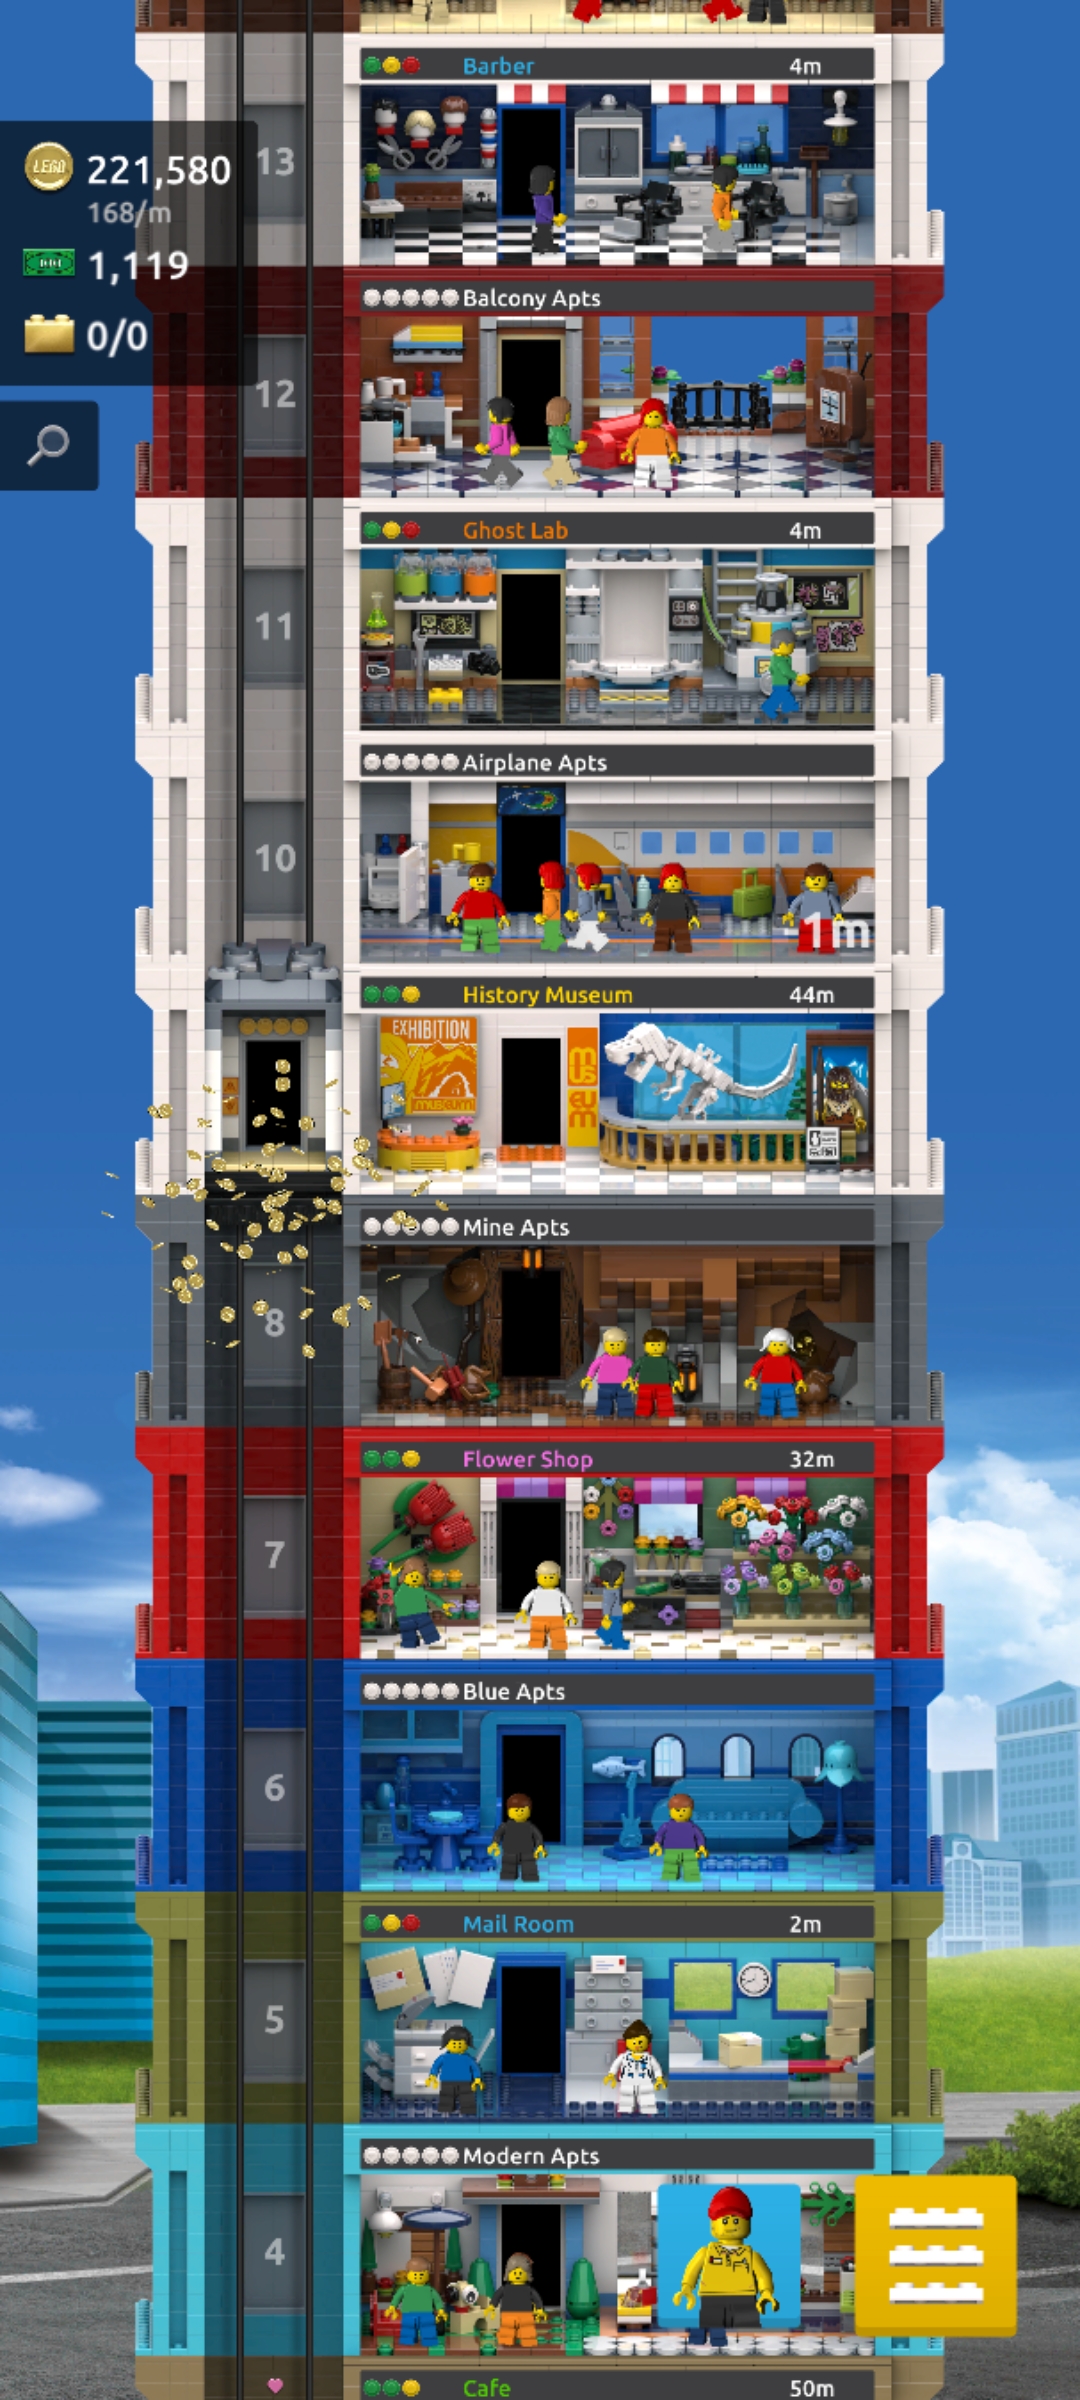 Barber 4m
13
LEGO 221,580
168/m
1,119
0/0
Balcony Apts
12
Ghost Lab 4m
11
Airplane Apts
10
1m
History Museum 44m
EXHIBITION
museum
MUSEUM
Mine Apts
8
Flower Shop 32m
7
Blue Apts
6
Mail Room 2m
5
Modern Apts
4
Cafe 50m